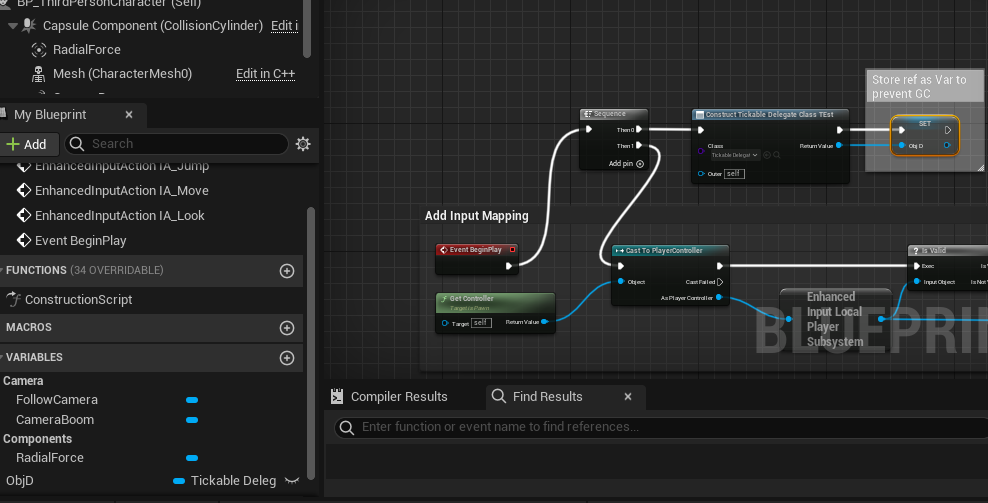 BP_ThirdPersonCharacter (Self)
Capsule Component (CollisionCylinder) Edit i
RadialForce
Mesh (CharacterMesh0) Edit in C++
My Blueprint
Add
Search
EnhancedInputAction IA_Jump
EnhancedInputAction IA_Move
EnhancedInputAction IA_Look
Event BeginPlay
FUNCTIONS (34 OVERRIDABLE)
ConstructionScript
MACROS
VARIABLES
Camera
FollowCamera
CameraBoom
Components
RadialForce
ObjD Tickable Deleg
Store ref as Var to
prevent GC
SET
Obj D
Sequence
Then 0
Then 1
Add pin
Construct Tickable Delegate Class TEst
Class
Tickable Delegat
Return Value
Outer self
Add Input Mapping
Event BeginPlay
Get Controller
Target is Pawn
Target self
Return Value
Cast To PlayerController
Object
Cast Failed
As Player Controller
Enhanced
Input Local
Player
Subsystem
Is Valid
Exec
Input Object
Is Not
BLUEPRIN
Compiler Results
Find Results
Enter function or event name to find references...